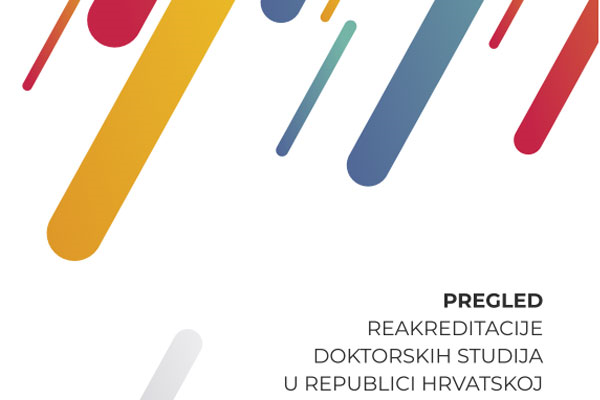 PREGLED
REAKREDITACIJE
DOKTORSKIH STUDIJA
U REPUBLICI HRVATSKOJ